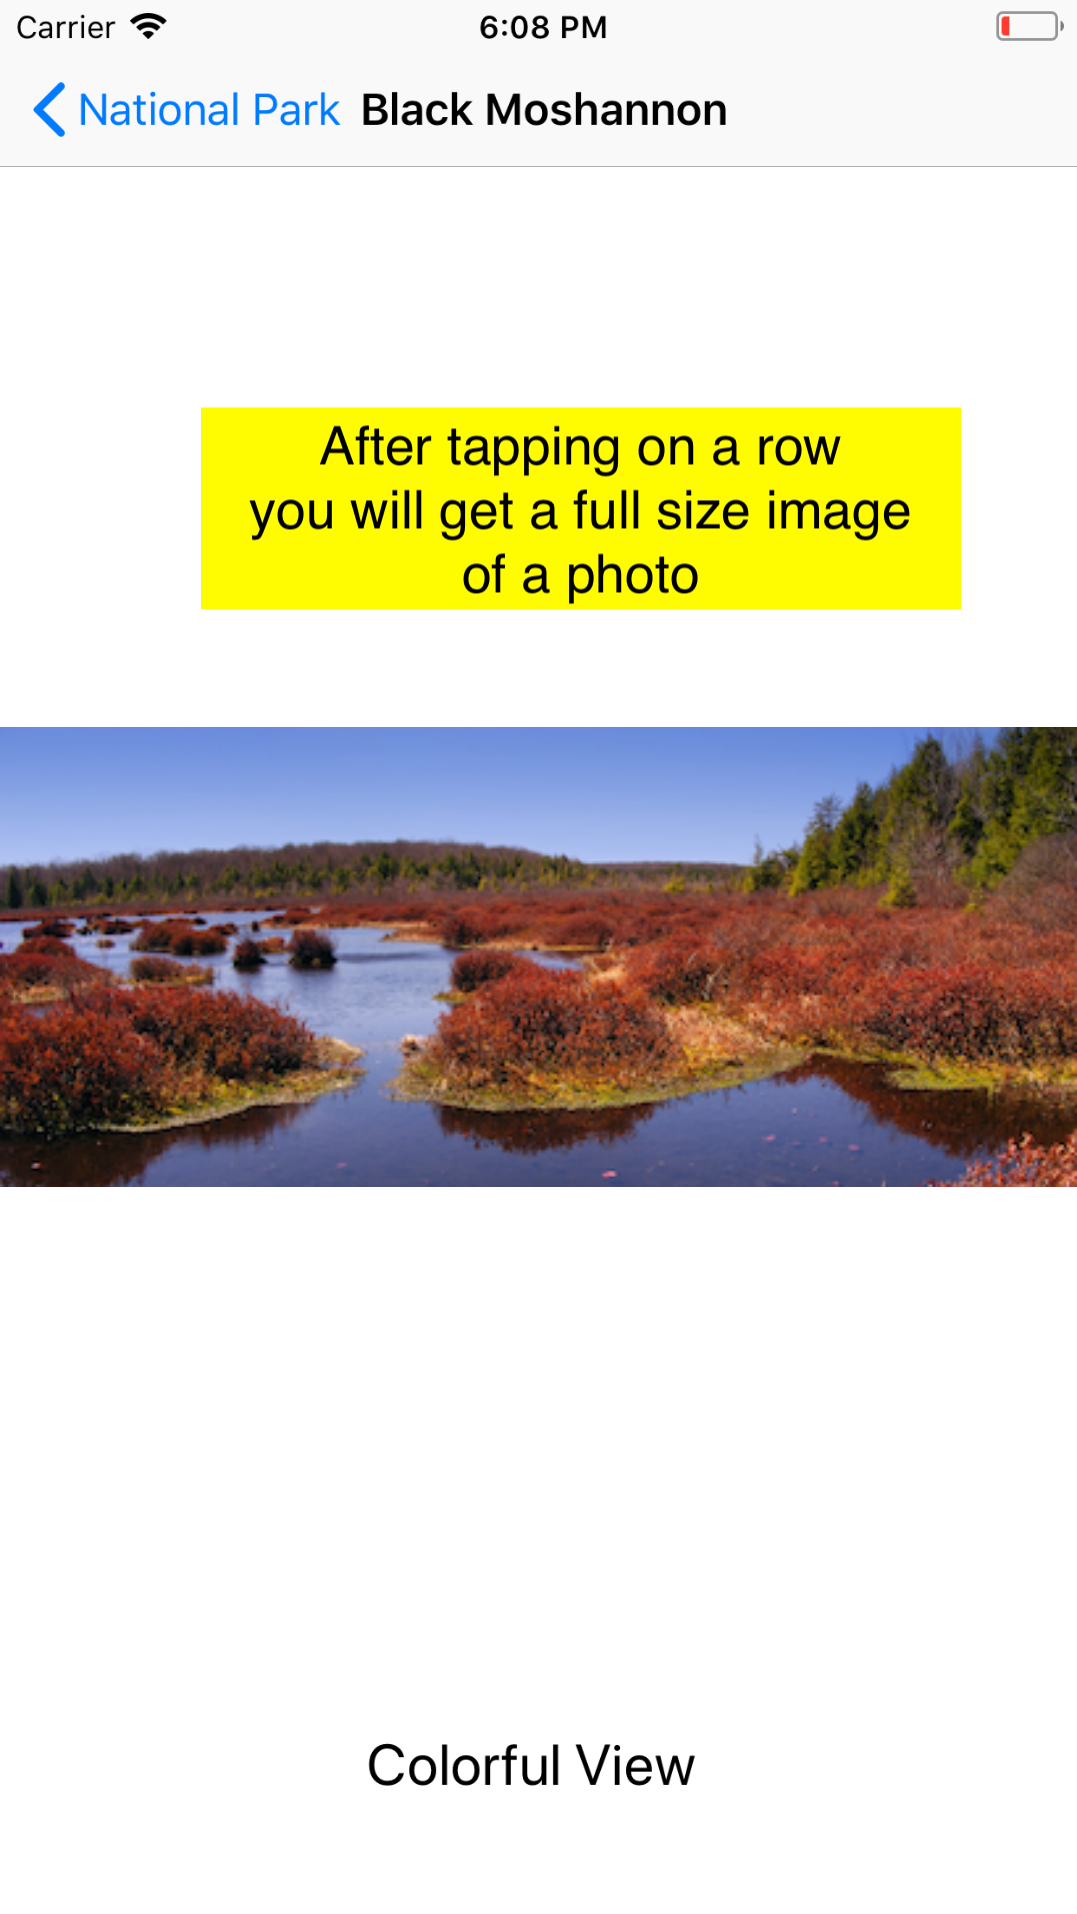 Carrier 6:08 PM
National Park Black Moshannon
After tapping on a row
you will get a full size image
of a photo
Colorful View